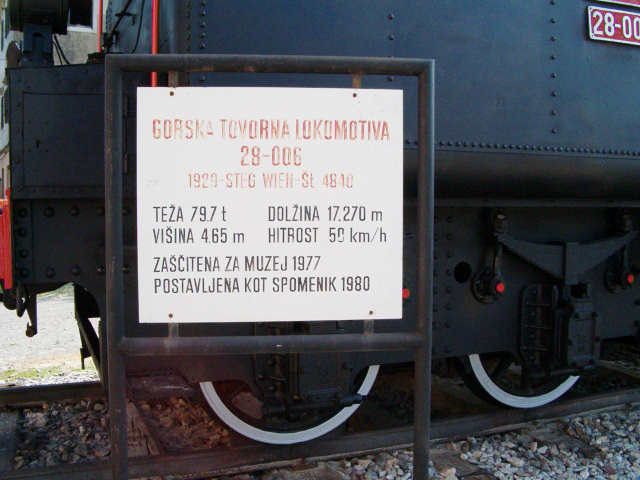 28-00
GORSKA TOVORNA LOKOMOTIVA
28-006
1929-STEG WIEN-ŠT. 4840
TEŽA 79.7 t DOLŽINA 17,270 m
VIŠINA 4.65 m HITROST 50 km/h
ZAŠČITENA ZA MUZEJ 1977
POSTAVLJENA KOT SPOMENIK 1980